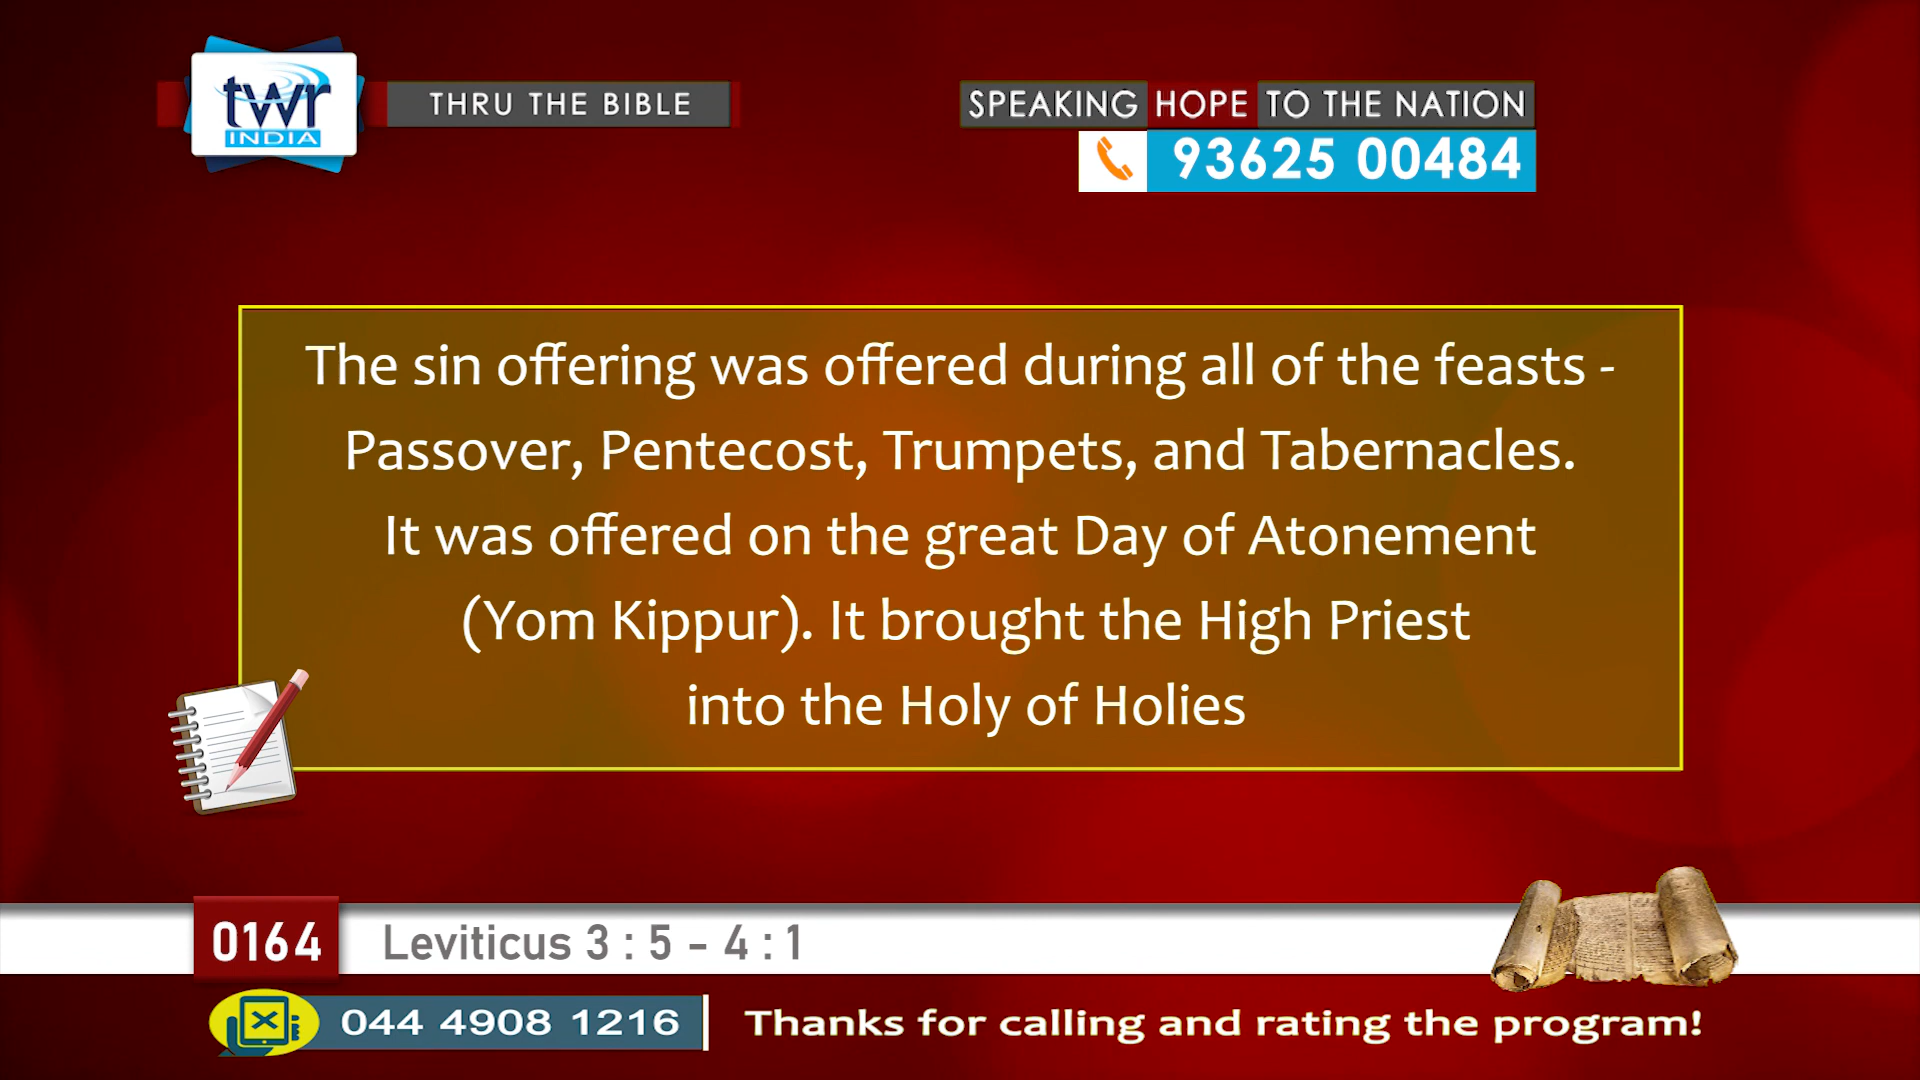 twr
INDIA
THRU THE BIBLE
SPEAKING HOPE TO THE NATION
93625 00484
The sin offering was offered during all of the feasts -
Passover, Pentecost, Trumpets, and Tabernacles.
It was offered on the great Day of Atonement
(Yom Kippur). It brought the High Priest
into the Holy of Holies
0164
Leviticus 3 : 5 - 4 : 1
044 4908 1216
Thanks for calling and rating the program!